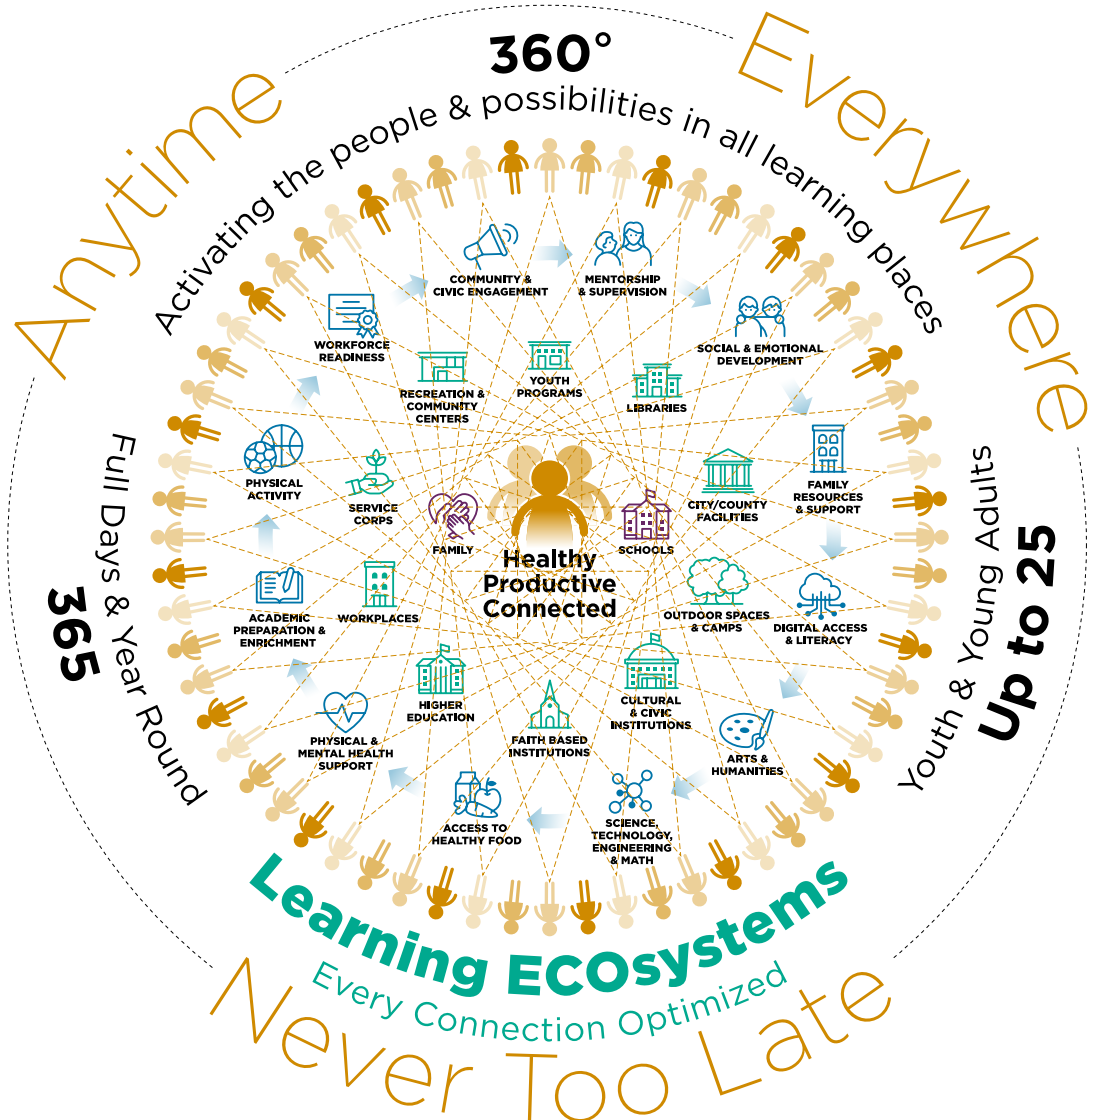 Anytime
Everywhere
360°
Activating the people & possibilities in all learning places
COMMUNITY &
CIVIC ENGAGEMENT
MENTORSHIP
& SUPERVISION
SOCIAL & EMOTIONAL
DEVELOPMENT
FAMILY
RESOURCES
& SUPPORT
DIGITAL ACCESS
& LITERACY
ARTS &
HUMANITIES
SCIENCE,
TECHNOLOGY,
ENGINEERING
& MATH
ACCESS TO
HEALTHY FOOD
PHYSICAL &
MENTAL HEALTH
SUPPORT
ACADEMIC
PREPARATION &
ENRICHMENT
PHYSICAL
ACTIVITY
WORKFORCE
READINESS
RECREATION &
COMMUNITY
CENTERS
YOUTH
PROGRAMS
LIBRARIES
CITY/COUNTY
FACILITIES
OUTDOOR SPACES
& CAMPS
CULTURAL
& CIVIC
INSTITUTIONS
FAITH BASED
INSTITUTIONS
HIGHER
EDUCATION
WORKPLACES
SERVICE
CORPS
FAMILY
SCHOOLS
Healthy
Productive
Connected
Full Days & Year Round
365
Youth & Young Adults
Up to 25
Learning ECOsystems
Every Connection Optimized
Never Too Late